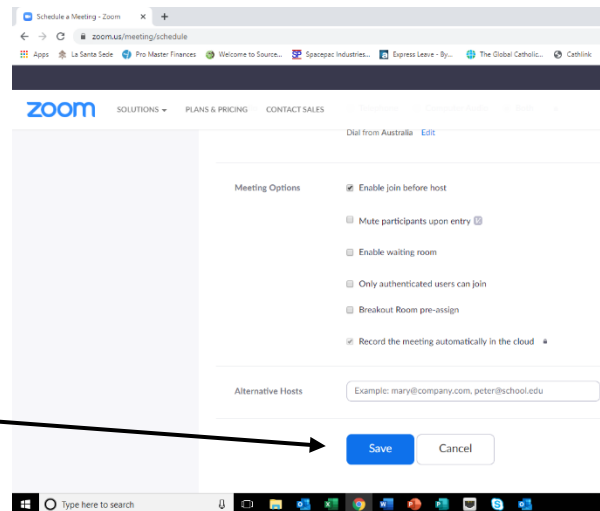 Schedule a Meeting - Zoom
zoom.us/meeting/schedule
Apps La Santa Sede Pro Master Finances Welcome to Source... Spacepac Industries... Express Leave - By... The Global Catholic... Cathlink
zoom SOLUTIONS PLANS & PRICING CONTACT SALES
Dial from Australia Edit
Meeting Options Enable join before host
Mute participants upon entry
Enable waiting room
Only authenticated users can join
Breakout Room pre-assign
Record the meeting automatically in the cloud
Alternative Hosts Example: mary@company.com, peter@school.edu
Save Cancel
Type here to search